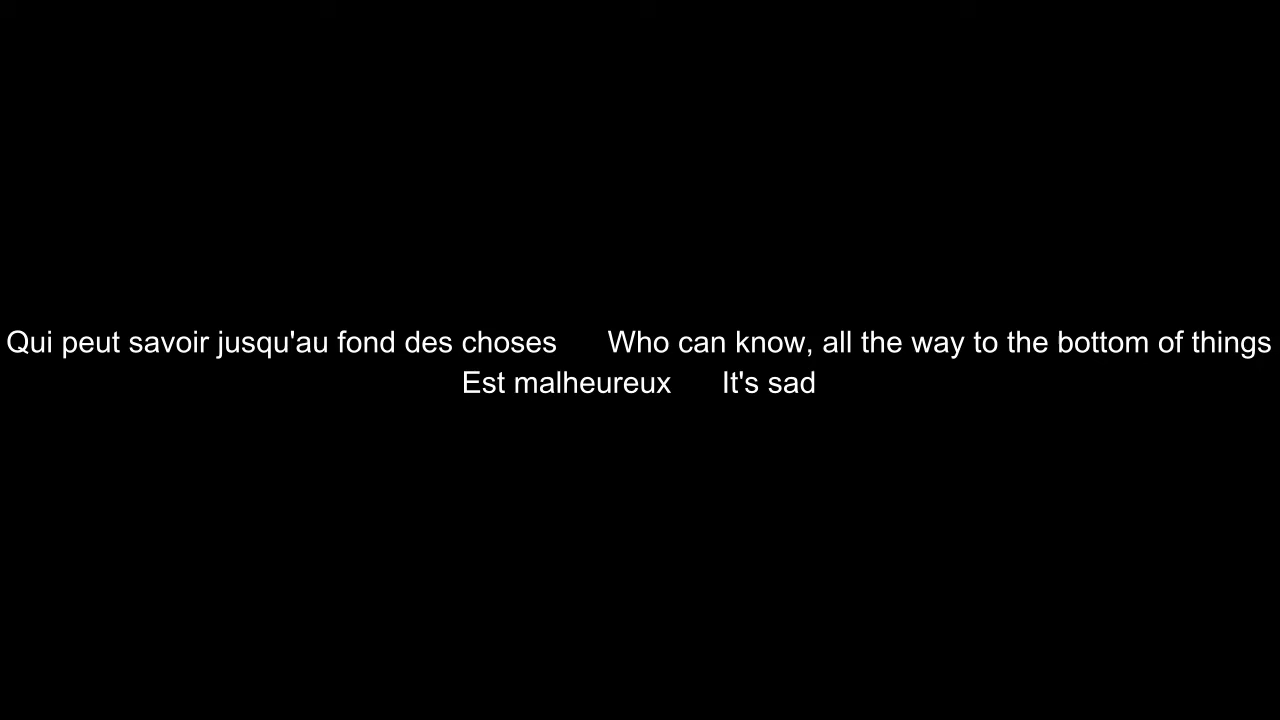 Qui peut savoir jusqu'au fond des choses Who can know, all the way to the bottom of things
Est malheureux It's sad